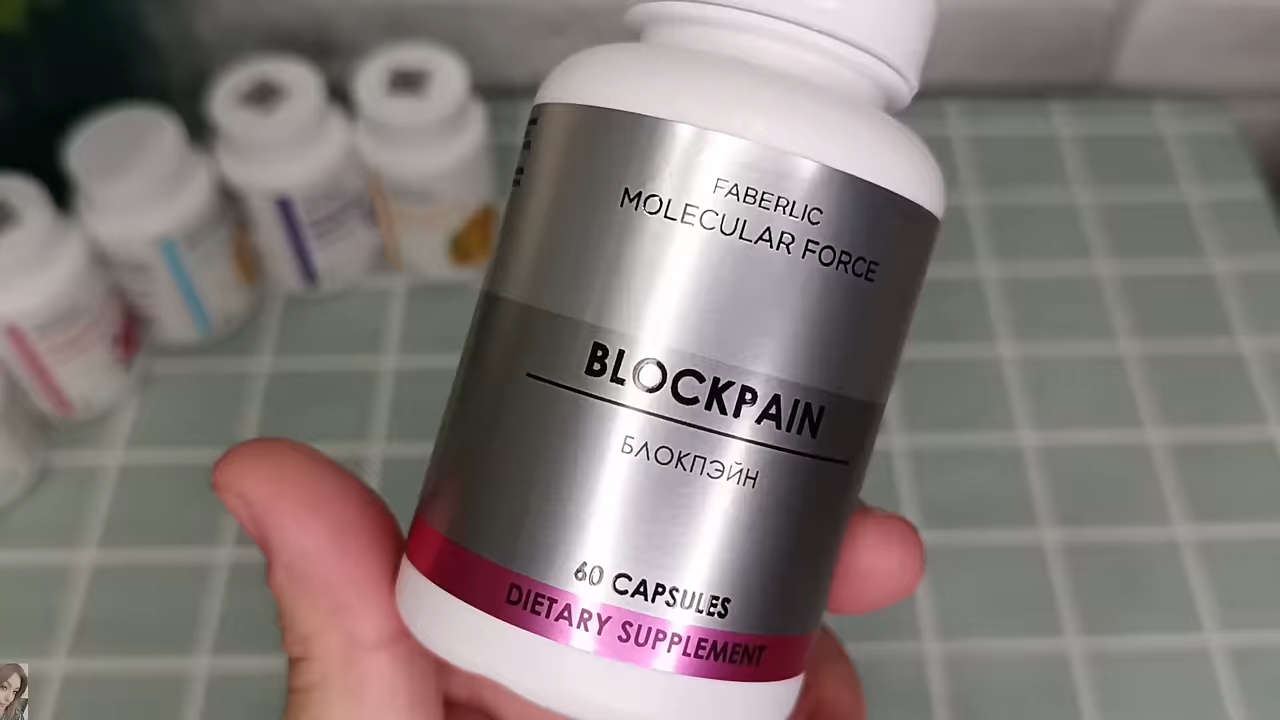 FABERLIC
MOLECULAR FORCE
BLOCKPAIN
БЛОКПЭЙН
60 CAPSULES
DIETARY SUPPLEMENT